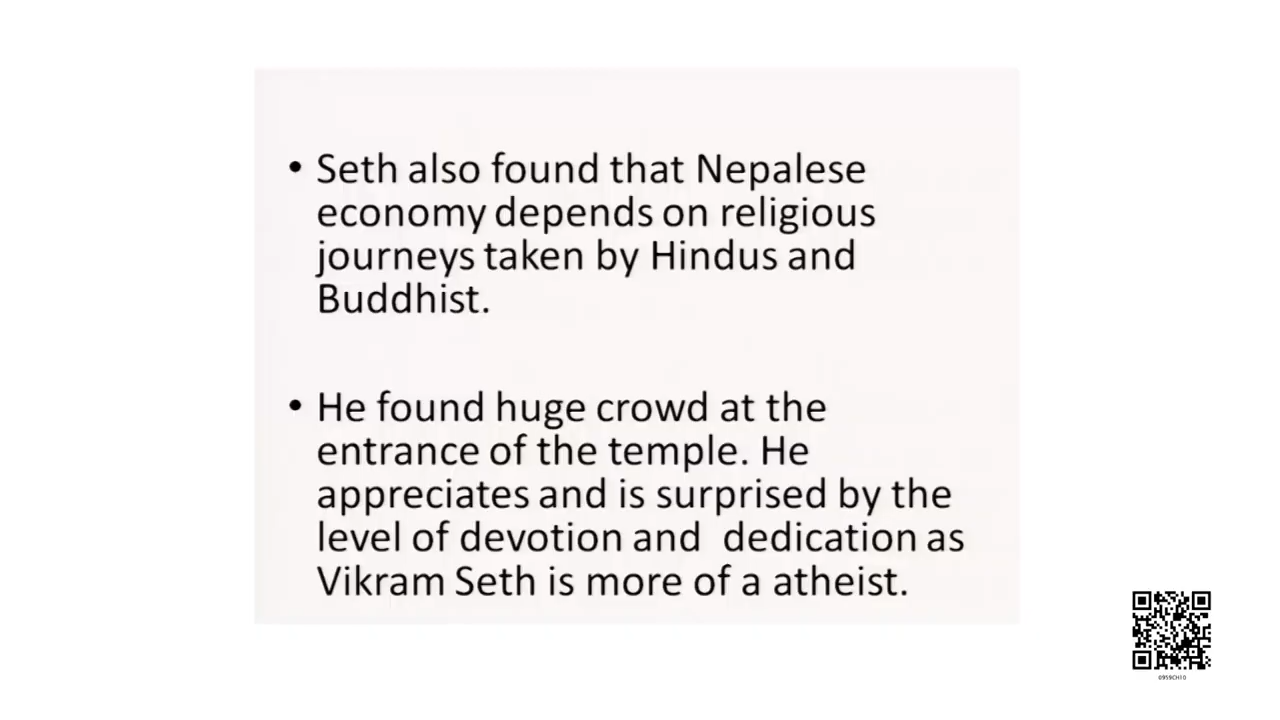 • Seth also found that Nepalese
economy depends on religious
journeys taken by Hindus and
Buddhist.
• He found huge crowd at the
entrance of the temple. He
appreciates and is surprised by the
level of devotion and  dedication as
Vikram Seth is more of a atheist.
0959CH10